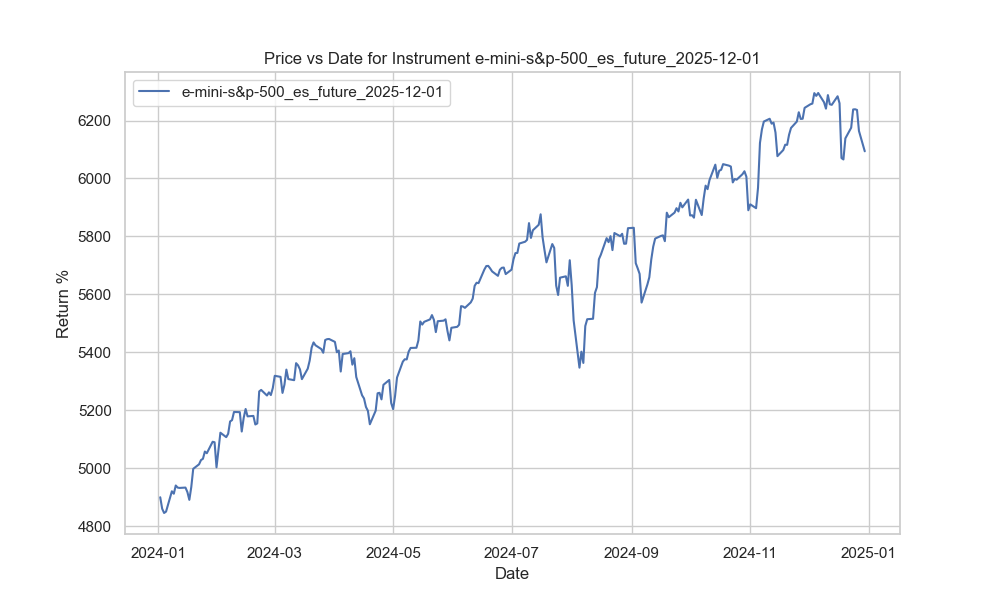 Price vs Date for Instrument e-mini-s&p-500_es_future_2025-12-01
e-mini-s&p-500_es_future_2025-12-01
Return %
6200
6000
5800
5600
5400
5200
5000
4800
2024-01 2024-03 2024-05 2024-07 2024-09 2024-11 2025-01
Date